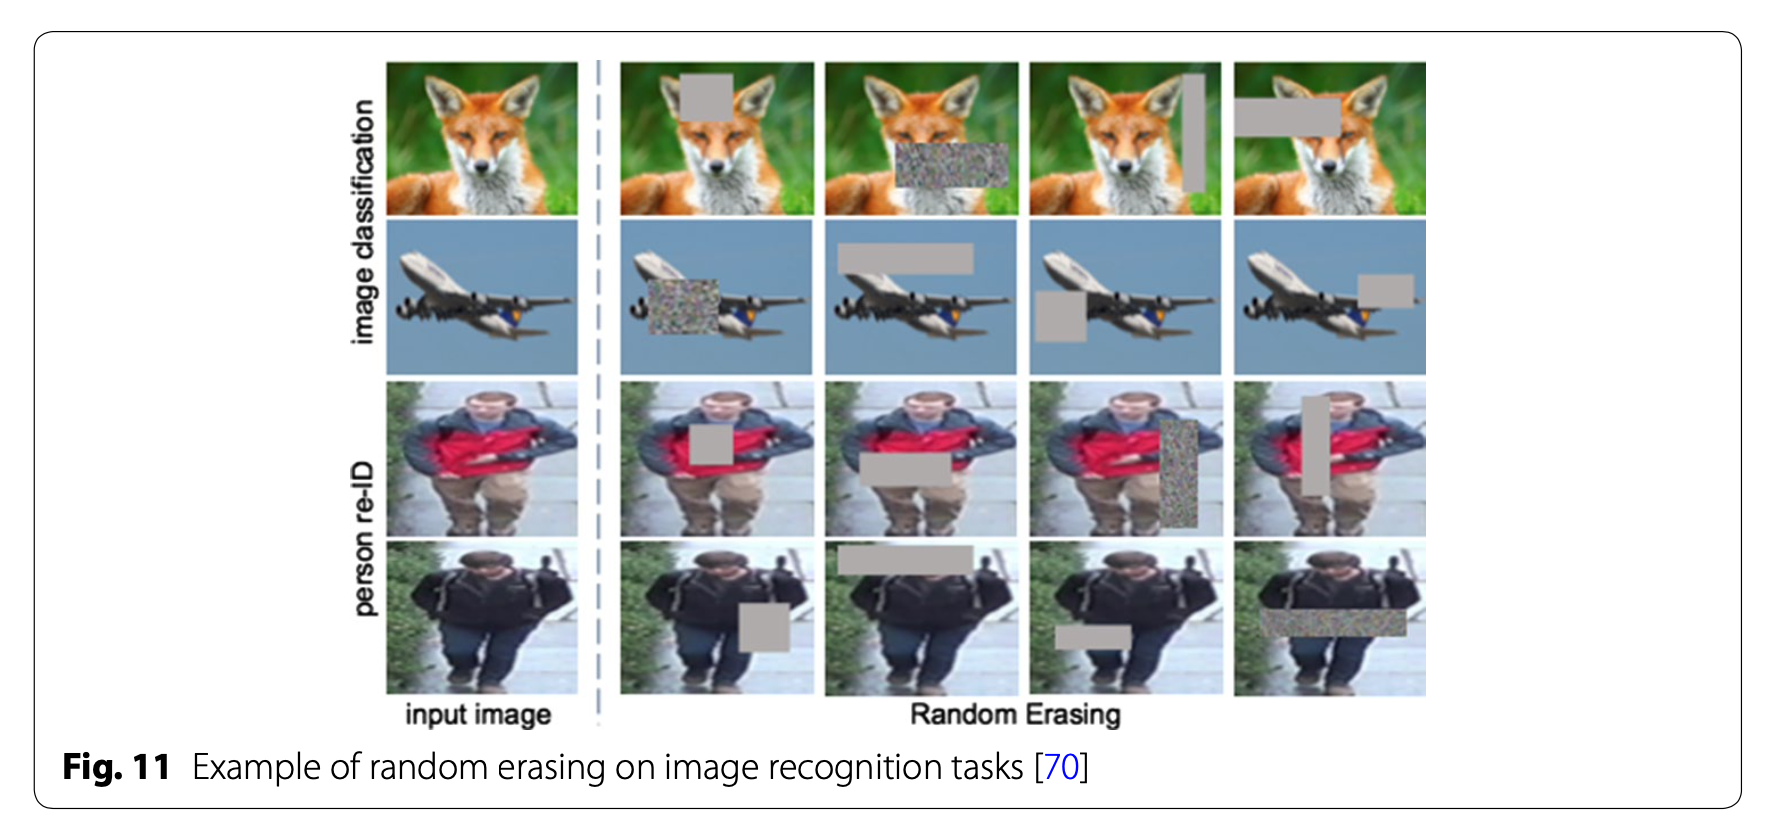 image classification
person re-ID
input image
Random Erasing
Fig. 11 Example of random erasing on image recognition tasks [70]